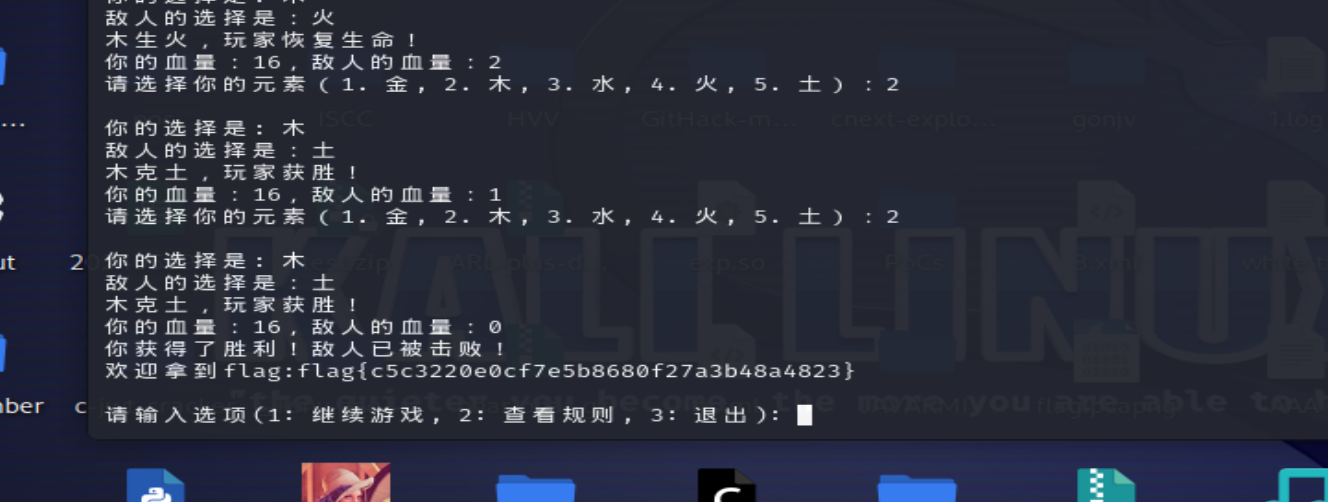 你的选择是: 木
敌人的选择是:火
木生火,玩家恢复生命!
你的血量:16,敌人的血量:2
请选择你的元素(1. 金, 2. 木, 3. 水, 4. 火, 5. 土):2
... ISCC HVV GitHack-m... cnext-explo... gonjv 1.log
你的选择是: 木
敌人的选择是:土
木克土,玩家获胜!
你的血量:16,敌人的血量:1
请选择你的元素(1. 金, 2. 木, 3. 水, 4. 火, 5. 土):2
KALI LINUX
ut 20
你的选择是: 木
exp.so
敌人的选择是:土
木克土,玩家获胜!
你的血量:16,敌人的血量:0
你获得了胜利!敌人已被击败!
欢迎拿到flag:flag{c5c3220e0cf7e5b8680f27a3b48a4823}
nber c
"the quieter you become, the more you are able to h
请输入选项(1: 继续游戏, 2: 查看规则, 3: 退出):